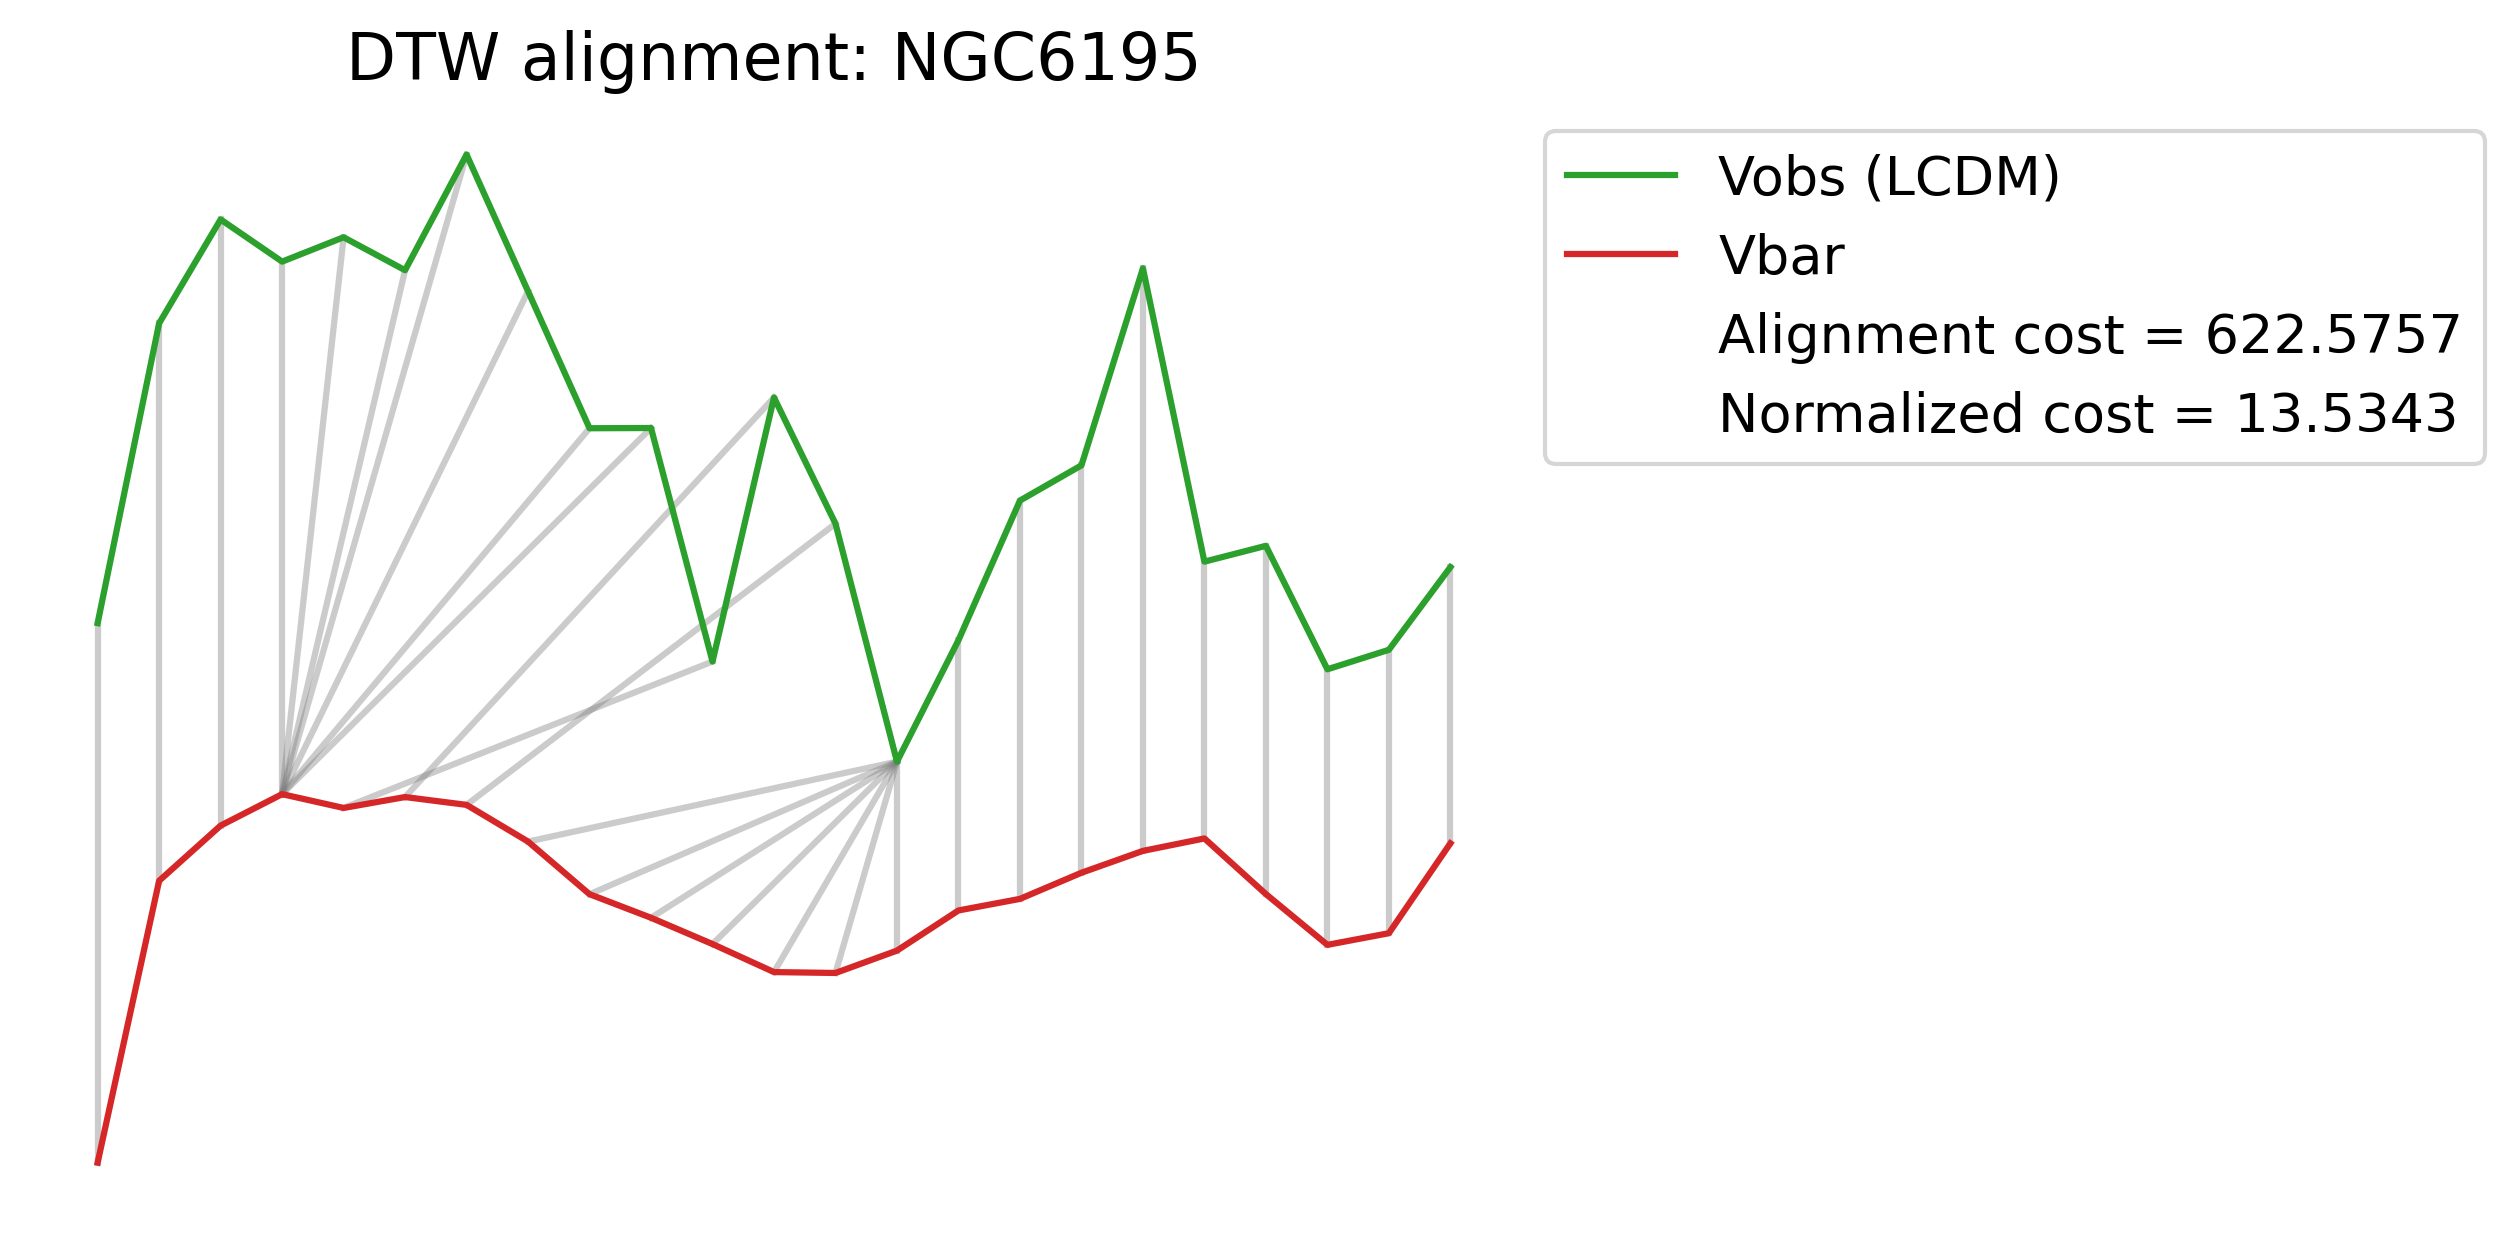 DTW alignment: NGC6195
Vobs (LCDM)
Vbar
Alignment cost = 622.5757
Normalized cost = 13.5343